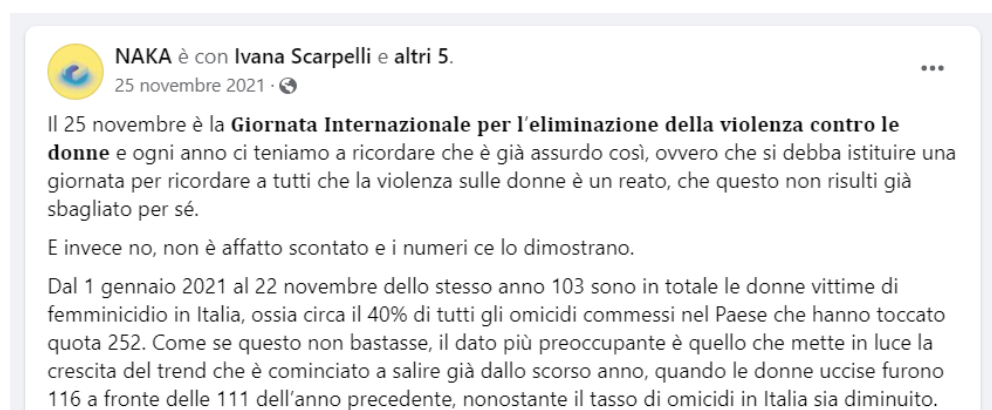 NAKA è con Ivana Scarpelli e altri 5.
25 novembre 2021 ·
Il 25 novembre è la Giornata Internazionale per l'eliminazione della violenza contro le
donne e ogni anno ci teniamo a ricordare che è già assurdo così, ovvero che si debba istituire una
giornata per ricordare a tutti che la violenza sulle donne è un reato, che questo non risulti già
sbagliato per sé.
E invece no, non è affatto scontato e i numeri ce lo dimostrano.
Dal 1 gennaio 2021 al 22 novembre dello stesso anno 103 sono in totale le donne vittime di
femminicidio in Italia, ossia circa il 40% di tutti gli omicidi commessi nel Paese che hanno toccato
quota 252. Come se questo non bastasse, il dato più preoccupante è quello che mette in luce la
crescita del trend che è cominciato a salire già dallo scorso anno, quando le donne uccise furono
116 a fronte delle 111 dell'anno precedente, nonostante il tasso di omicidi in Italia sia diminuito.